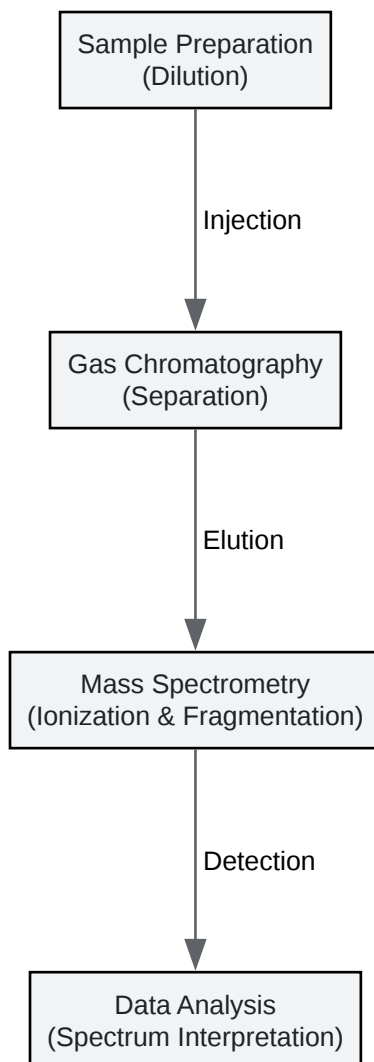 Sample Preparation
(Dilution)
Injection
Gas Chromatography
(Separation)
Elution
Mass Spectrometry
(Ionization & Fragmentation)
Detection
Data Analysis
(Spectrum Interpretation)